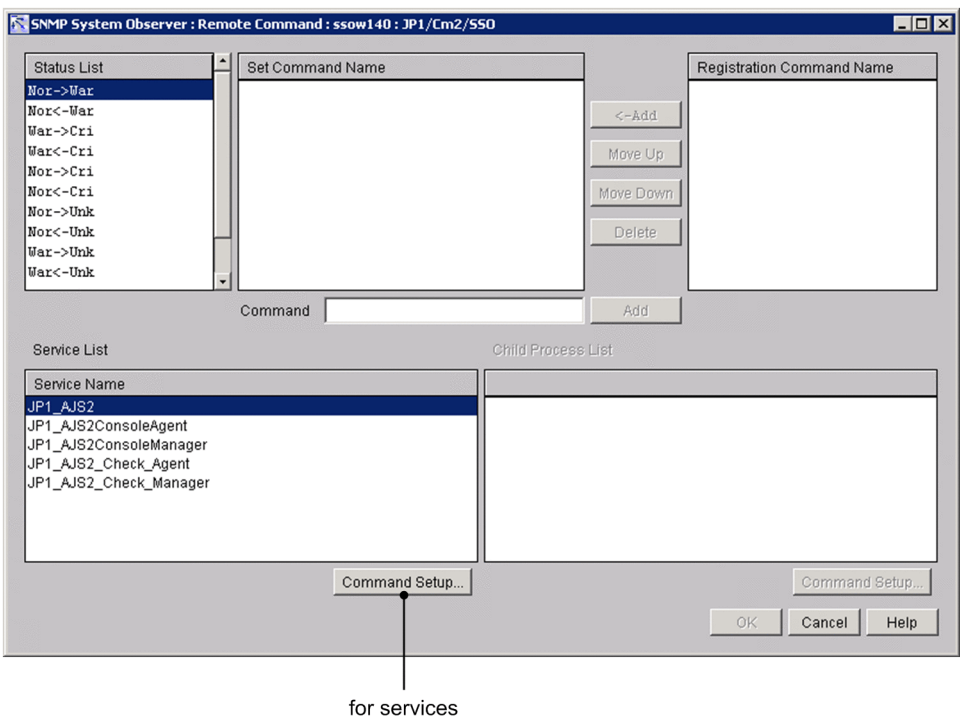 SNMP System Observer : Remote Command : ssow140 : JP1/Cm2/SSO
Status List
Set Command Name
Registration Command Name
Nor->War
Nor<-War
War->Cri
War<-Cri
Nor->Cri
Nor<-Cri
Nor->Unk
Nor<-Unk
War->Unk
War<-Unk
<-Add
Move Up
Move Down
Delete
Command
Add
Service List
Child Process List
Service Name
JP1_AJS2
JP1_AJS2ConsoleAgent
JP1_AJS2ConsoleManager
JP1_AJS2_Check_Agent
JP1_AJS2_Check_Manager
Command Setup...
Command Setup...
OK
Cancel
Help
for services